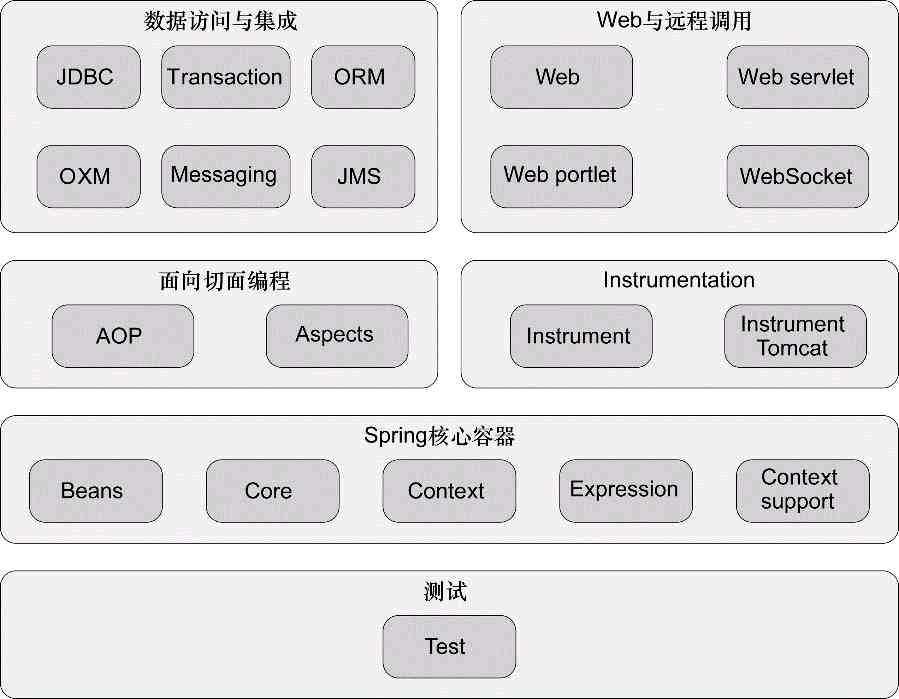 数据访问与集成
JDBC
Transaction
ORM
OXM
Messaging
JMS
Web与远程调用
Web
Web servlet
Web portlet
WebSocket
面向切面编程
AOP
Aspects
Instrumentation
Instrument
Instrument
Tomcat
Spring核心容器
Beans
Core
Context
Expression
Context
support
测试
Test